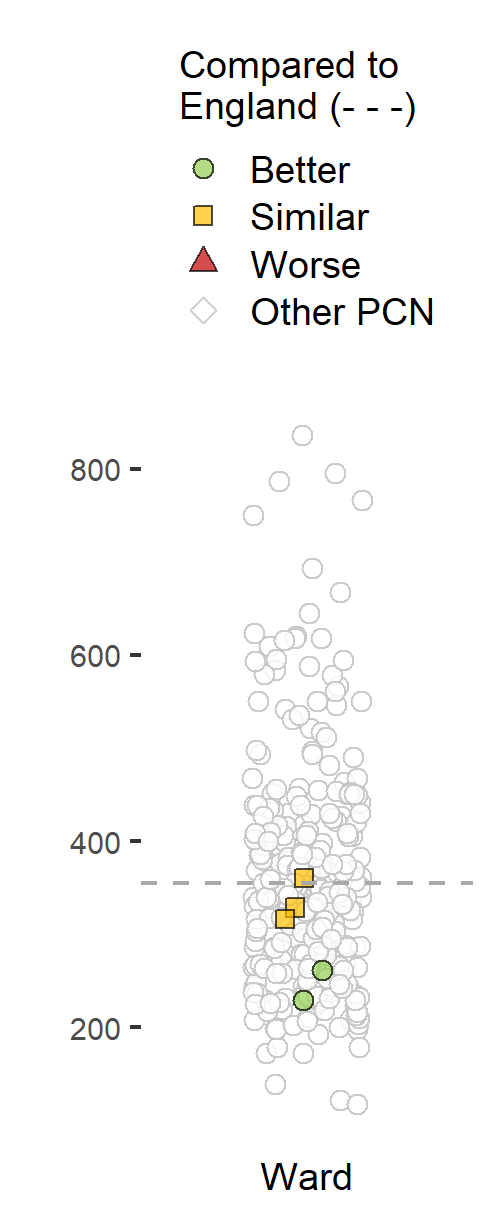 Compared to
England (- - -)
Better
Similar
Worse
Other PCN
800
600
400
200
Ward